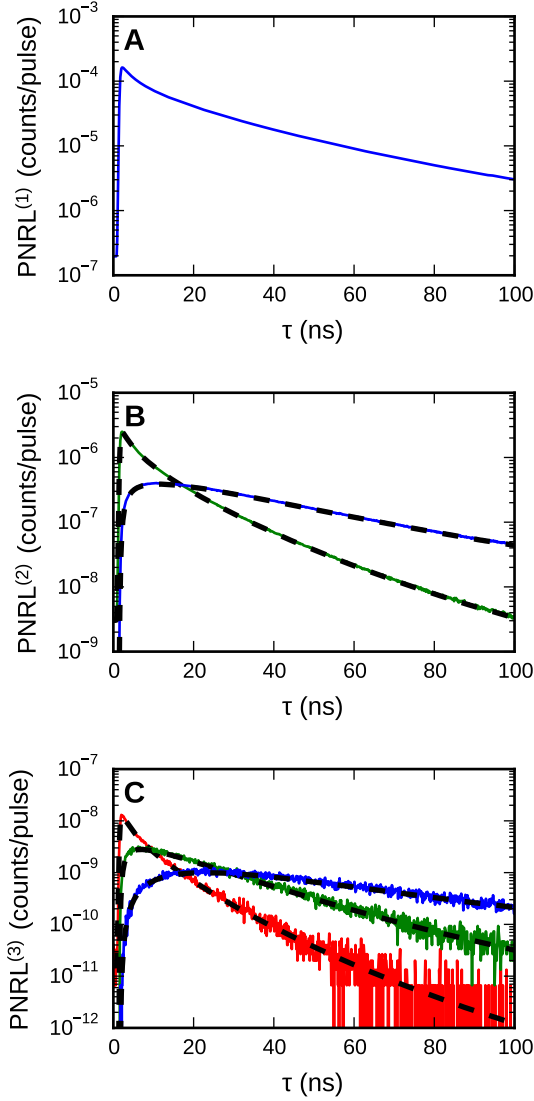 A
PNRL⁽¹⁾ (counts/pulse)
10⁻³
10⁻⁴
10⁻⁵
10⁻⁶
10⁻⁷
0 20 40 60 80 100
τ (ns)
B
PNRL⁽²⁾ (counts/pulse)
10⁻⁵
10⁻⁶
10⁻⁷
10⁻⁸
10⁻⁹
0 20 40 60 80 100
τ (ns)
C
PNRL⁽³⁾ (counts/pulse)
10⁻⁷
10⁻⁸
10⁻⁹
10⁻¹⁰
10⁻¹¹
10⁻¹²
0 20 40 60 80 100
τ (ns)